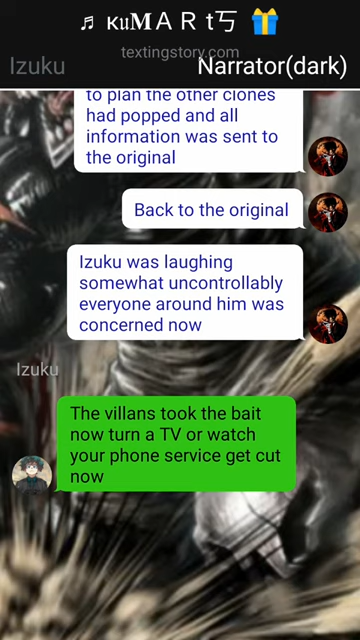 ♬ ĸuMARt丂 🎁
textingstory.com
Izuku Narrator(dark)
to plan the other clones
had popped and all
information was sent to
the original
Back to the original
Izuku was laughing
somewhat uncontrollably
everyone around him was
concerned now
Izuku
The villans took the bait
now turn a TV or watch
your phone service get cut
now